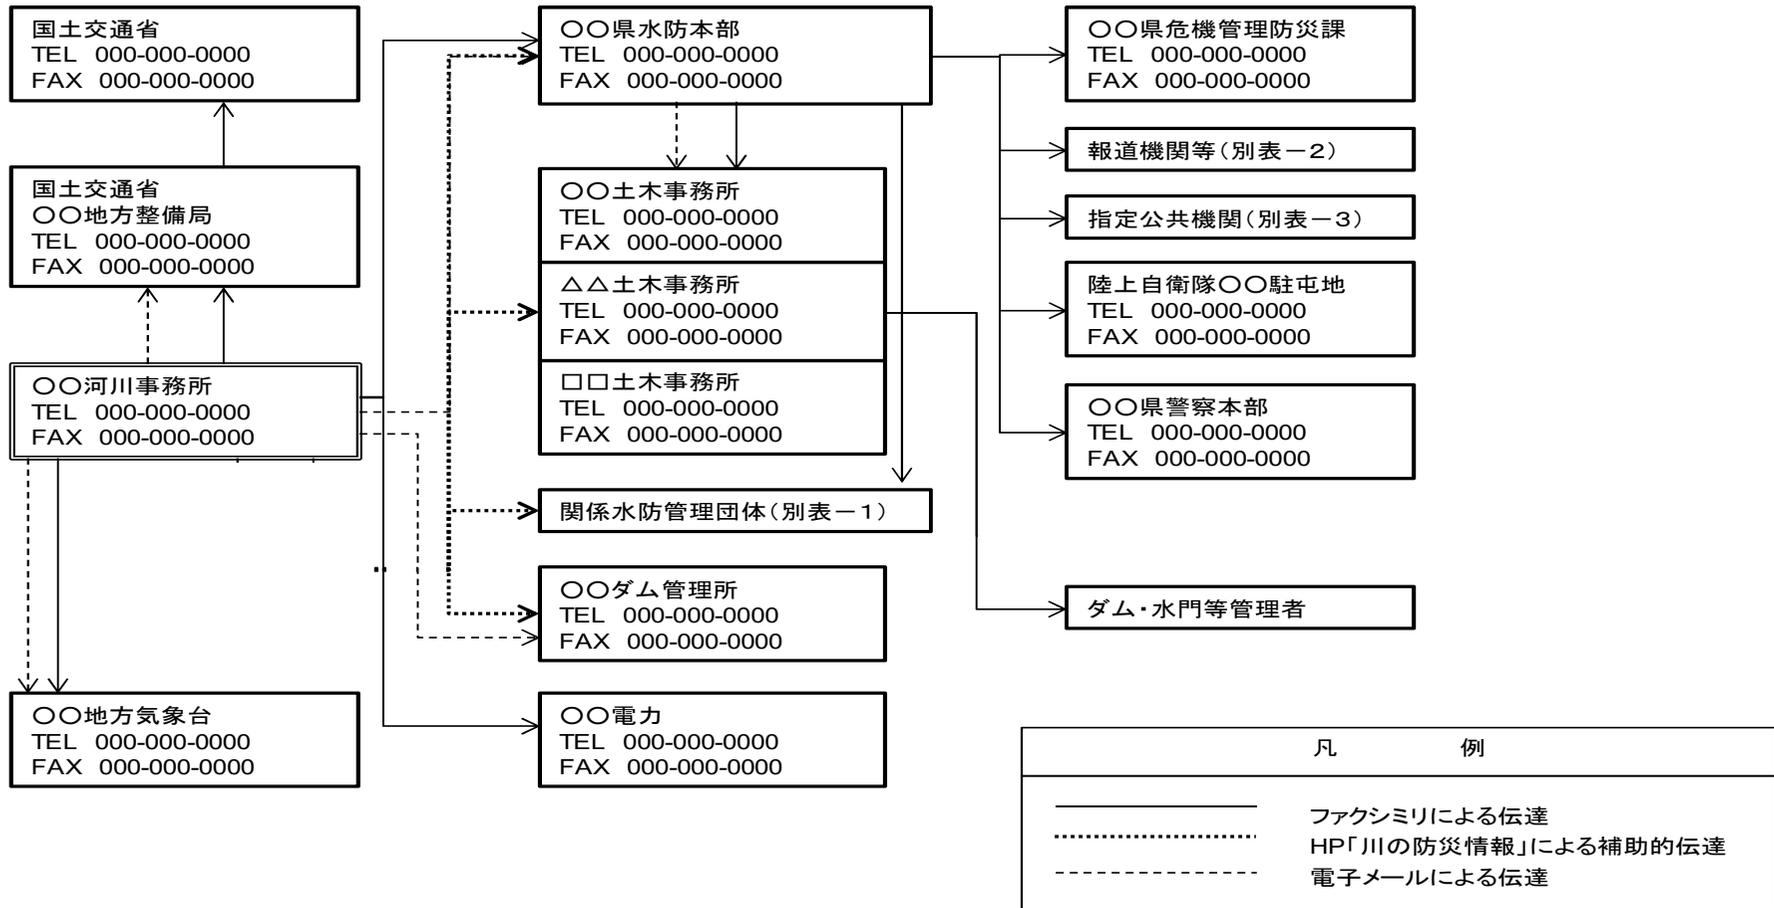 国土交通省
TEL 000-000-0000
FAX 000-000-0000
国土交通省
〇〇地方整備局
TEL 000-000-0000
FAX 000-000-0000
〇〇河川事務所
TEL 000-000-0000
FAX 000-000-0000
〇〇地方気象台
TEL 000-000-0000
FAX 000-000-0000
〇〇県水防本部
TEL 000-000-0000
FAX 000-000-0000
〇〇土木事務所
TEL 000-000-0000
FAX 000-000-0000
△△土木事務所
TEL 000-000-0000
FAX 000-000-0000
□□土木事務所
TEL 000-000-0000
FAX 000-000-0000
関係水防管理団体(別表-1)
〇〇ダム管理所
TEL 000-000-0000
FAX 000-000-0000
〇〇電力
TEL 000-000-0000
FAX 000-000-0000
〇〇県危機管理防災課
TEL 000-000-0000
FAX 000-000-0000
報道機関等(別表-2)
指定公共機関(別表-3)
陸上自衛隊〇〇駐屯地
TEL 000-000-0000
FAX 000-000-0000
〇〇県警察本部
TEL 000-000-0000
FAX 000-000-0000
ダム・水門等管理者
凡 例
ファクシミリによる伝達
HP「川の防災情報」による補助的伝達
電子メールによる伝達